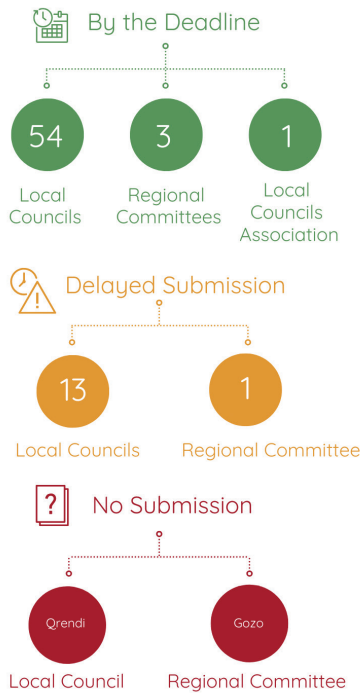 By the Deadline
54
3
1
Local
Councils
Regional
Committees
Local
Councils
Association
Delayed Submission
13
1
Local Councils
Regional Committee
?
No Submission
Qrendi
Gozo
Local Council
Regional Committee